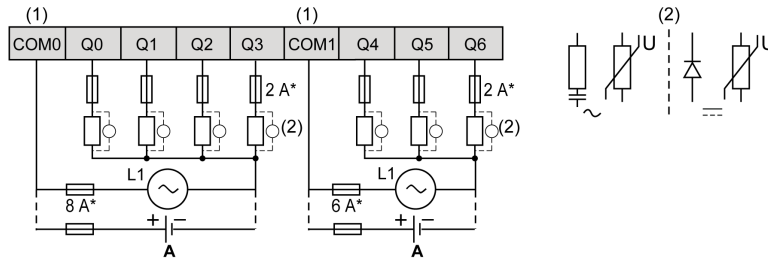 (1) (1) (2)
COM0 Q0 Q1 Q2 Q3 COM1 Q4 Q5 Q6
U U
2 A* 2 A*
(2) (2)
L1 L1
8 A* 6 A*
+ − + −
A A